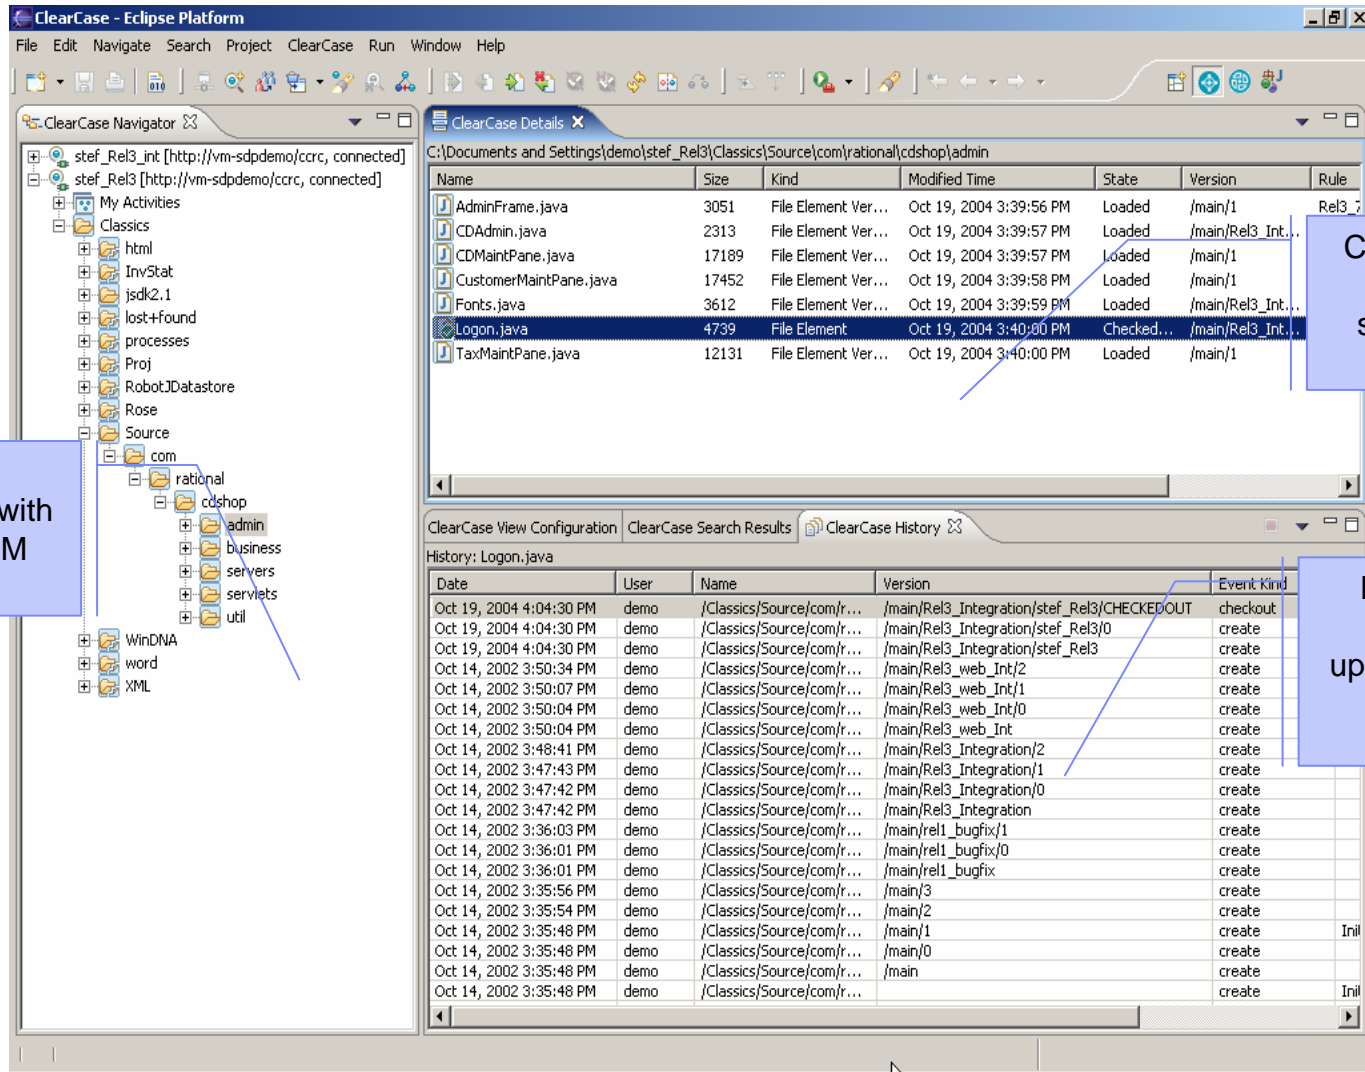 ClearCase - Eclipse Platform
File Edit Navigate Search Project ClearCase Run Window Help
ClearCase Navigator
stef_Rel3_int [http://vm-sdpdemo/ccrc, connected]
stef_Rel3 [http://vm-sdpdemo/ccrc, connected]
My Activities
Classics
html
InvStat
jsdk2.1
lost+found
processes
Proj
RobotJDatastore
Rose
Source
com
rational
cdshop
admin
business
servers
servlets
util
WinDNA
word
XML
with
M
ClearCase Details
C:\Documents and Settings\demo\stef_Rel3\Classics\Source\com\rational\cdshop\admin
Name Size Kind Modified Time State Version Rule
AdminFrame.java 3051 File Element Ver... Oct 19, 2004 3:39:56 PM Loaded /main/1 Rel3_
CDAdmin.java 2313 File Element Ver... Oct 19, 2004 3:39:57 PM Loaded /main/Rel3_Int...
CDMaintPane.java 17189 File Element Ver... Oct 19, 2004 3:39:57 PM Loaded /main/1
CustomerMaintPane.java 17452 File Element Ver... Oct 19, 2004 3:39:58 PM Loaded /main/1
Fonts.java 3612 File Element Ver... Oct 19, 2004 3:39:59 PM Loaded /main/Rel3_Int...
Logon.java 4739 File Element Oct 19, 2004 3:40:00 PM Checked... /main/Rel3_Int...
TaxMaintPane.java 12131 File Element Ver... Oct 19, 2004 3:40:00 PM Loaded /main/1
C
s
ClearCase View Configuration ClearCase Search Results ClearCase History
History: Logon.java
Date User Name Version Event Kind
Oct 19, 2004 4:04:30 PM demo /Classics/Source/com/r... /main/Rel3_Integration/stef_Rel3/CHECKEDOUT checkout
Oct 19, 2004 4:04:30 PM demo /Classics/Source/com/r... /main/Rel3_Integration/stef_Rel3/0 create
Oct 19, 2004 4:04:30 PM demo /Classics/Source/com/r... /main/Rel3_Integration/stef_Rel3 create
Oct 14, 2002 3:50:34 PM demo /Classics/Source/com/r... /main/Rel3_web_Int/2 create
Oct 14, 2002 3:50:07 PM demo /Classics/Source/com/r... /main/Rel3_web_Int/1 create
Oct 14, 2002 3:50:04 PM demo /Classics/Source/com/r... /main/Rel3_web_Int/0 create
Oct 14, 2002 3:50:04 PM demo /Classics/Source/com/r... /main/Rel3_web_Int create
Oct 14, 2002 3:48:41 PM demo /Classics/Source/com/r... /main/Rel3_Integration/2 create
Oct 14, 2002 3:47:43 PM demo /Classics/Source/com/r... /main/Rel3_Integration/1 create
Oct 14, 2002 3:47:42 PM demo /Classics/Source/com/r... /main/Rel3_Integration/0 create
Oct 14, 2002 3:47:42 PM demo /Classics/Source/com/r... /main/Rel3_Integration create
Oct 14, 2002 3:36:03 PM demo /Classics/Source/com/r... /main/rel1_bugfix/1 create
Oct 14, 2002 3:36:01 PM demo /Classics/Source/com/r... /main/rel1_bugfix/0 create
Oct 14, 2002 3:36:01 PM demo /Classics/Source/com/r... /main/rel1_bugfix create
Oct 14, 2002 3:35:56 PM demo /Classics/Source/com/r... /main/3 create
Oct 14, 2002 3:35:54 PM demo /Classics/Source/com/r... /main/2 create
Oct 14, 2002 3:35:48 PM demo /Classics/Source/com/r... /main/1 create Ini
Oct 14, 2002 3:35:48 PM demo /Classics/Source/com/r... /main/0 create
Oct 14, 2002 3:35:48 PM demo /Classics/Source/com/r... /main create
Oct 14, 2002 3:35:48 PM demo /Classics/Source/com/r... create Ini
up